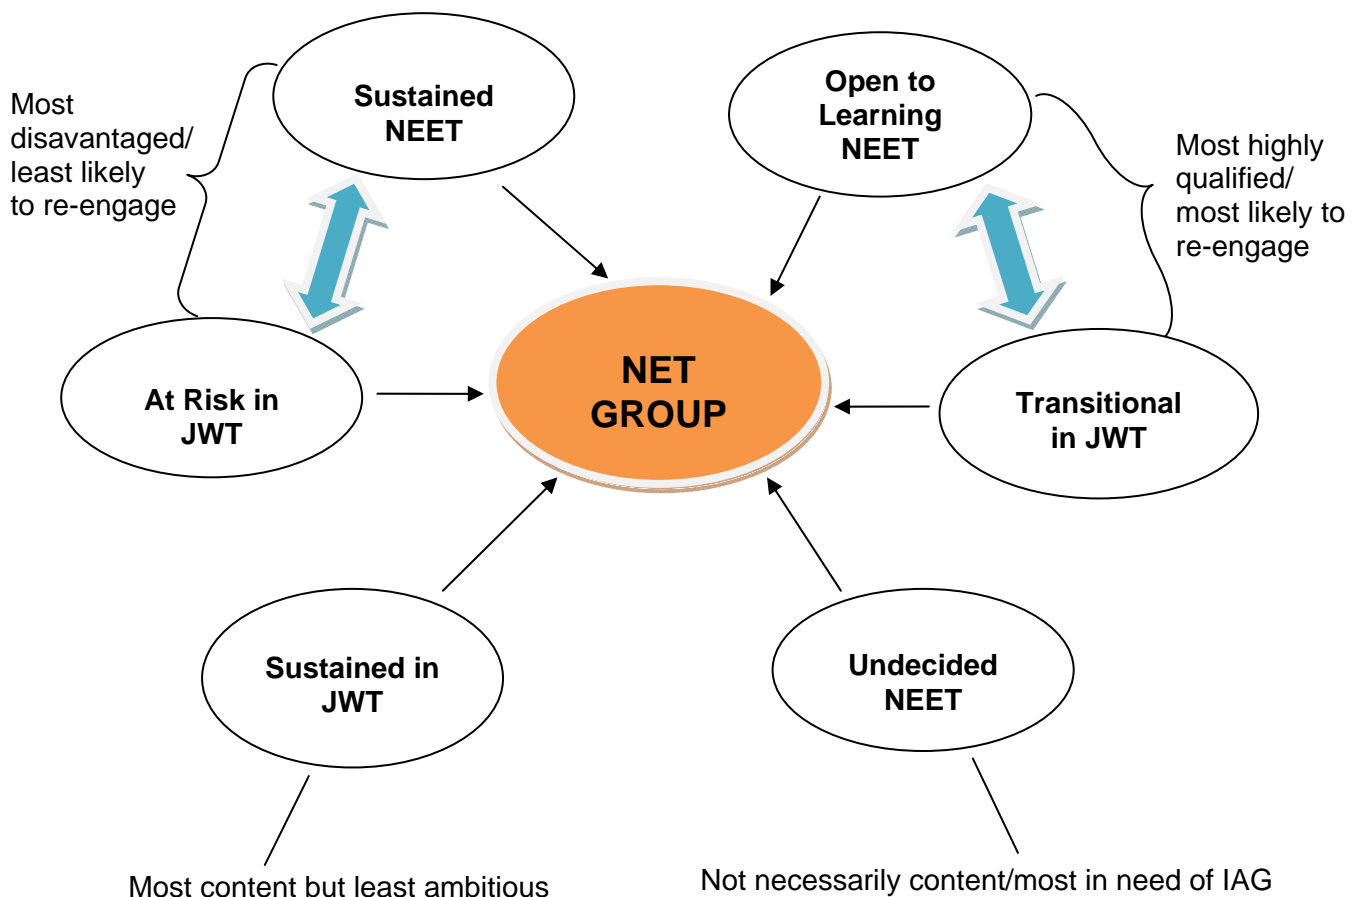 Most
disavantaged/
least likely
to re-engage
Sustained
NEET
Open to
Learning
NEET
Most highly
qualified/
most likely to
re-engage
At Risk in
JWT
NET
GROUP
Transitional
in JWT
Sustained in
JWT
Undecided
NEET
Most content but least ambitious
Not necessarily content/most in need of IAG